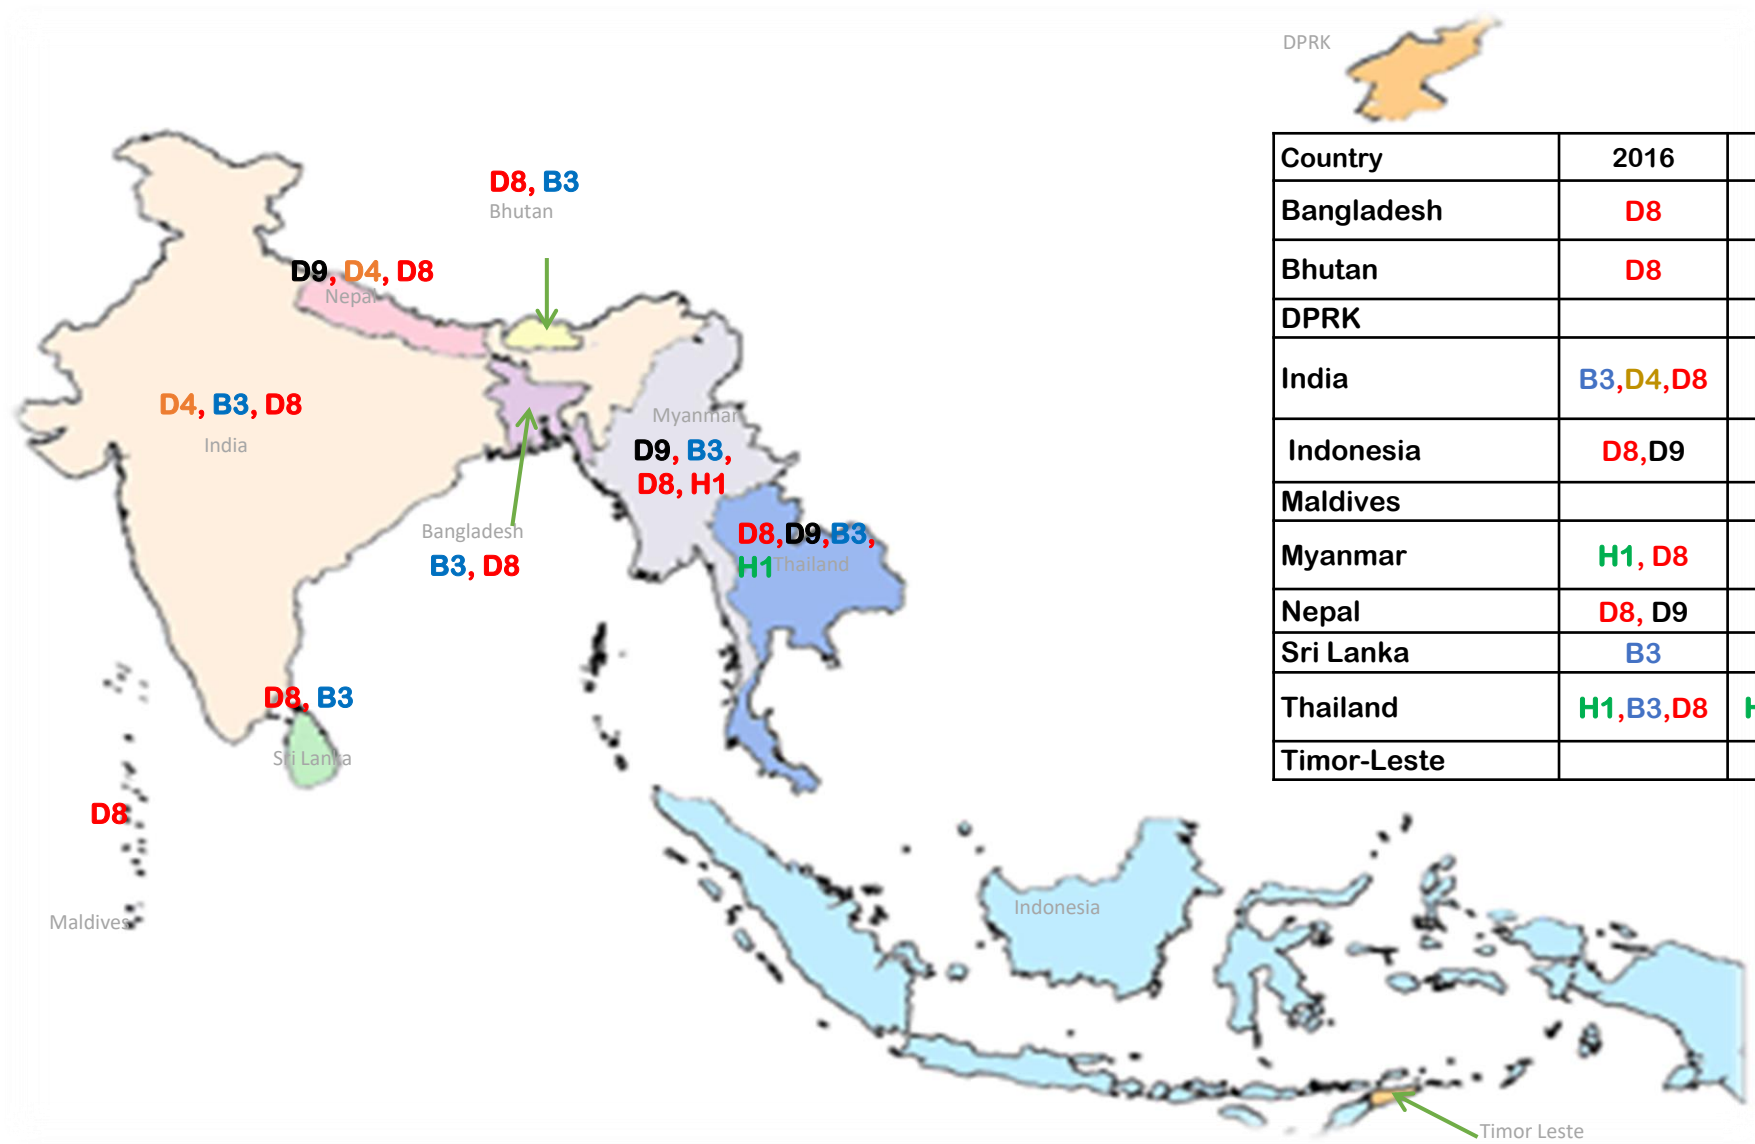 DPRK
D8, B3
Bhutan
D9, D4, D8
Nepal
D4, B3, D8
India
Myanmar
D9, B3,
D8, H1
Bangladesh
B3, D8
D8,D9,B3,
H1
Thailand
D8, B3
Sri Lanka
D8
Maldives
Indonesia
Timor Leste
Country 2016
Bangladesh D8
Bhutan D8
DPRK
India B3,D4,D8
Indonesia D8,D9
Maldives
Myanmar H1, D8
Nepal D8, D9
Sri Lanka B3
Thailand H1,B3,D8
Timor-Leste